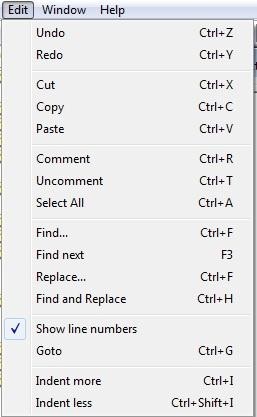 Edit Window Help
Undo Ctrl+Z
Redo Ctrl+Y
Cut Ctrl+X
Copy Ctrl+C
Paste Ctrl+V
Comment Ctrl+R
Uncomment Ctrl+T
Select All Ctrl+A
Find... Ctrl+F
Find next F3
Replace... Ctrl+F
Find and Replace Ctrl+H
Show line numbers
Goto Ctrl+G
Indent more Ctrl+I
Indent less Ctrl+Shift+I